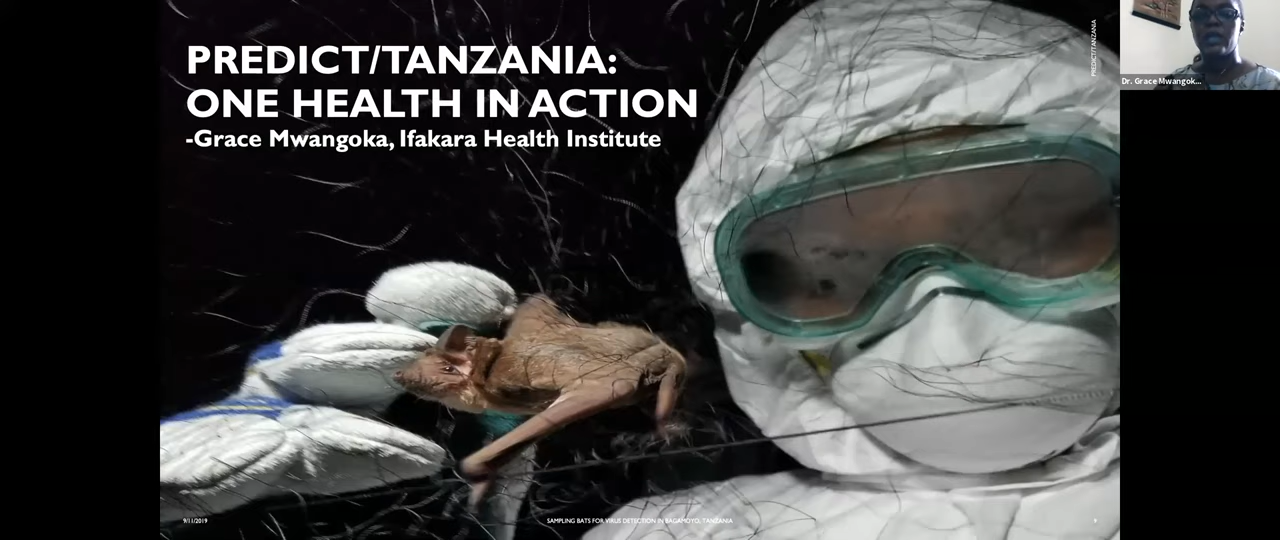 PREDICT/TANZANIA:
ONE HEALTH IN ACTION
-Grace Mwangoka, Ifakara Health Institute
PREDICT/TANZANIA
Dr. Grace Mwangok...
9/11/2019
SAMPLING BATS FOR VIRUS DETECTION IN BAGAMOYO, TANZANIA
9